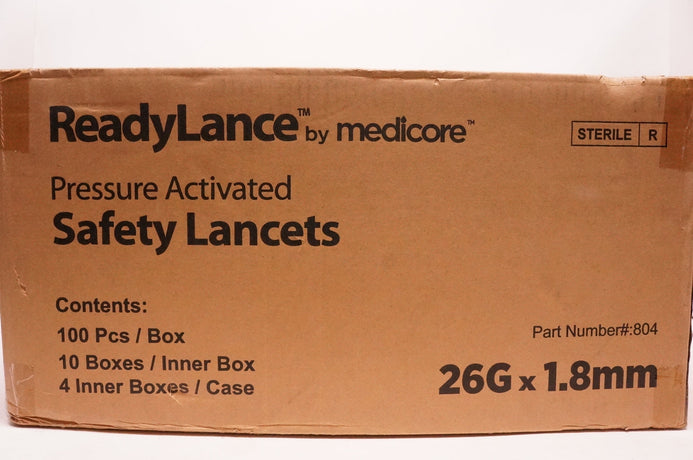 ReadyLance™ by medicore™
STERILE R
Pressure Activated
Safety Lancets
Contents:
100 Pcs / Box
10 Boxes / Inner Box
4 Inner Boxes / Case
Part Number#:804
26G x 1.8mm